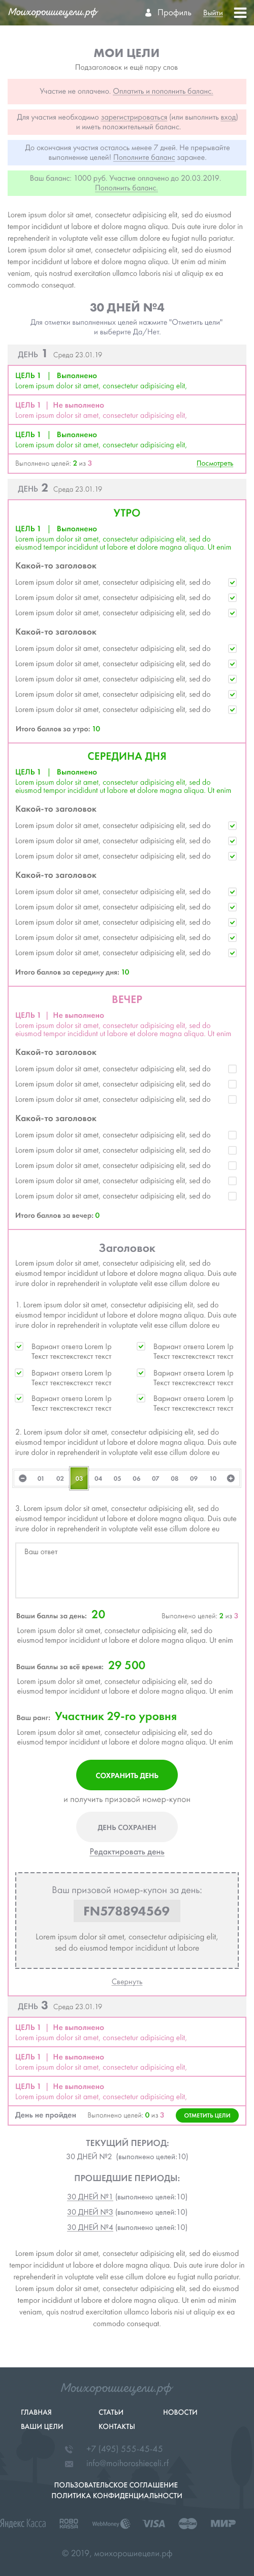 Моихорошиецели.рф
Профиль Выйти
МОИ ЦЕЛИ
Подзаголовок и ещё пару слов
Участие не оплачено. Оплатить и пополнить баланс.
Для участия необходимо зарегистрироваться (или выполнить вход)
и иметь положительный баланс.
До окончание участия осталось менее 7 дней. Не прерывайте
выполнение целей! Пополните баланс заранее.
Ваш баланс: 1000 руб. Участие оплачено до 20.03.2019.
Пополнить баланс.
Lorem ipsum dolor sit amet, consectetur adipisicing elit, sed do eiusmod
tempor incididunt ut labore et dolore magna aliqua. Duis aute irure dolor in
reprehenderit in voluptate velit esse cillum dolore eu fugiat nulla pariatur.
Lorem ipsum dolor sit amet, consectetur adipisicing elit, sed do eiusmod
tempor incididunt ut labore et dolore magna aliqua. Ut enim ad minim
veniam, quis nostrud exercitation ullamco laboris nisi ut aliquip ex ea
commodo consequat.
30 ДНЕЙ №4
Для отметки выполненных целей нажмите "Отметить цели"
и выберите Да/Нет.
ДЕНЬ 1 Среда 23.01.19
ЦЕЛЬ 1 | Выполнено
Lorem ipsum dolor sit amet, consectetur adipisicing elit,
ЦЕЛЬ 1 | Не выполнено
Lorem ipsum dolor sit amet, consectetur adipisicing elit,
ЦЕЛЬ 1 | Выполнено
Lorem ipsum dolor sit amet, consectetur adipisicing elit,
Выполнено целей: 2 из 3 Посмотреть
ДЕНЬ 2 Среда 23.01.19
УТРО
ЦЕЛЬ 1 | Выполнено
Lorem ipsum dolor sit amet, consectetur adipisicing elit, sed do
eiusmod tempor incididunt ut labore et dolore magna aliqua. Ut enim
Какой-то заголовок
Lorem ipsum dolor sit amet, consectetur adipisicing elit, sed do
Lorem ipsum dolor sit amet, consectetur adipisicing elit, sed do
Lorem ipsum dolor sit amet, consectetur adipisicing elit, sed do
Какой-то заголовок
Lorem ipsum dolor sit amet, consectetur adipisicing elit, sed do
Lorem ipsum dolor sit amet, consectetur adipisicing elit, sed do
Lorem ipsum dolor sit amet, consectetur adipisicing elit, sed do
Lorem ipsum dolor sit amet, consectetur adipisicing elit, sed do
Lorem ipsum dolor sit amet, consectetur adipisicing elit, sed do
Итого баллов за утро: 10
СЕРЕДИНА ДНЯ
ЦЕЛЬ 1 | Выполнено
Lorem ipsum dolor sit amet, consectetur adipisicing elit, sed do
eiusmod tempor incididunt ut labore et dolore magna aliqua. Ut enim
Какой-то заголовок
Lorem ipsum dolor sit amet, consectetur adipisicing elit, sed do
Lorem ipsum dolor sit amet, consectetur adipisicing elit, sed do
Lorem ipsum dolor sit amet, consectetur adipisicing elit, sed do
Какой-то заголовок
Lorem ipsum dolor sit amet, consectetur adipisicing elit, sed do
Lorem ipsum dolor sit amet, consectetur adipisicing elit, sed do
Lorem ipsum dolor sit amet, consectetur adipisicing elit, sed do
Lorem ipsum dolor sit amet, consectetur adipisicing elit, sed do
Lorem ipsum dolor sit amet, consectetur adipisicing elit, sed do
Итого баллов за середину дня: 10
ВЕЧЕР
ЦЕЛЬ 1 | Не выполнено
Lorem ipsum dolor sit amet, consectetur adipisicing elit, sed do
eiusmod tempor incididunt ut labore et dolore magna aliqua. Ut enim
Какой-то заголовок
Lorem ipsum dolor sit amet, consectetur adipisicing elit, sed do
Lorem ipsum dolor sit amet, consectetur adipisicing elit, sed do
Lorem ipsum dolor sit amet, consectetur adipisicing elit, sed do
Какой-то заголовок
Lorem ipsum dolor sit amet, consectetur adipisicing elit, sed do
Lorem ipsum dolor sit amet, consectetur adipisicing elit, sed do
Lorem ipsum dolor sit amet, consectetur adipisicing elit, sed do
Lorem ipsum dolor sit amet, consectetur adipisicing elit, sed do
Lorem ipsum dolor sit amet, consectetur adipisicing elit, sed do
Итого баллов за вечер: 0
Заголовок
Lorem ipsum dolor sit amet, consectetur adipisicing elit, sed do
eiusmod tempor incididunt ut labore et dolore magna aliqua. Duis aute
irure dolor in reprehenderit in voluptate velit esse cillum dolore eu
1. Lorem ipsum dolor sit amet, consectetur adipisicing elit, sed do
eiusmod tempor incididunt ut labore et dolore magna aliqua. Duis aute
irure dolor in reprehenderit in voluptate velit esse cillum dolore eu
Вариант ответа Lorem Ip Вариант ответа Lorem Ip
Текст текстекстекст текст Текст текстекстекст текст
Вариант ответа Lorem Ip Вариант ответа Lorem Ip
Текст текстекстекст текст Текст текстекстекст текст
Вариант ответа Lorem Ip Вариант ответа Lorem Ip
Текст текстекстекст текст Текст текстекстекст текст
2. Lorem ipsum dolor sit amet, consectetur adipisicing elit, sed do
eiusmod tempor incididunt ut labore et dolore magna aliqua. Duis aute
irure dolor in reprehenderit in voluptate velit esse cillum dolore eu
01 02 03 04 05 06 07 08 09 10
3. Lorem ipsum dolor sit amet, consectetur adipisicing elit, sed do
eiusmod tempor incididunt ut labore et dolore magna aliqua. Duis aute
irure dolor in reprehenderit in voluptate velit esse cillum dolore eu
Ваш ответ
Ваши баллы за день: 20 Выполнено целей: 2 из 3
Lorem ipsum dolor sit amet, consectetur adipisicing elit, sed do
eiusmod tempor incididunt ut labore et dolore magna aliqua. Ut enim
Ваши баллы за всё время: 29 500
Lorem ipsum dolor sit amet, consectetur adipisicing elit, sed do
eiusmod tempor incididunt ut labore et dolore magna aliqua. Ut enim
Ваш ранг: Участник 29-го уровня
Lorem ipsum dolor sit amet, consectetur adipisicing elit, sed do
eiusmod tempor incididunt ut labore et dolore magna aliqua. Ut enim
СОХРАНИТЬ ДЕНЬ
и получить призовой номер-купон
ДЕНЬ СОХРАНЕН
Редактировать день
Ваш призовой номер-купон за день:
FN578894569
Lorem ipsum dolor sit amet, consectetur adipisicing elit,
sed do eiusmod tempor incididunt ut labore
Свернуть
ДЕНЬ 3 Среда 23.01.19
ЦЕЛЬ 1 | Не выполнено
Lorem ipsum dolor sit amet, consectetur adipisicing elit,
ЦЕЛЬ 1 | Не выполнено
Lorem ipsum dolor sit amet, consectetur adipisicing elit,
ЦЕЛЬ 1 | Не выполнено
Lorem ipsum dolor sit amet, consectetur adipisicing elit,
День не пройден Выполнено целей: 0 из 3 ОТМЕТИТЬ ЦЕЛИ
ТЕКУЩИЙ ПЕРИОД:
30 ДНЕЙ №2 (выполнено целей:10)
ПРОШЕДШИЕ ПЕРИОДЫ:
30 ДНЕЙ №1 (выполнено целей:10)
30 ДНЕЙ №3 (выполнено целей:10)
30 ДНЕЙ №4 (выполнено целей:10)
Lorem ipsum dolor sit amet, consectetur adipisicing elit, sed do eiusmod
tempor incididunt ut labore et dolore magna aliqua. Duis aute irure dolor in
reprehenderit in voluptate velit esse cillum dolore eu fugiat nulla pariatur.
Lorem ipsum dolor sit amet, consectetur adipisicing elit, sed do eiusmod
tempor incididunt ut labore et dolore magna aliqua. Ut enim ad minim
veniam, quis nostrud exercitation ullamco laboris nisi ut aliquip ex ea
commodo consequat.
Моихорошиецели.рф
ГЛАВНАЯ СТАТЬИ НОВОСТИ
ВАШИ ЦЕЛИ КОНТАКТЫ
+7 (495) 555-45-45
info@moihoroshieceli.rf
ПОЛЬЗОВАТЕЛЬСКОЕ СОГЛАШЕНИЕ
ПОЛИТИКА КОНФИДЕНЦИАЛЬНОСТИ
Яндекс Касса ROBO KASSA WebMoney VISA MasterCard МИР
© 2019, моихорошиецели.рф